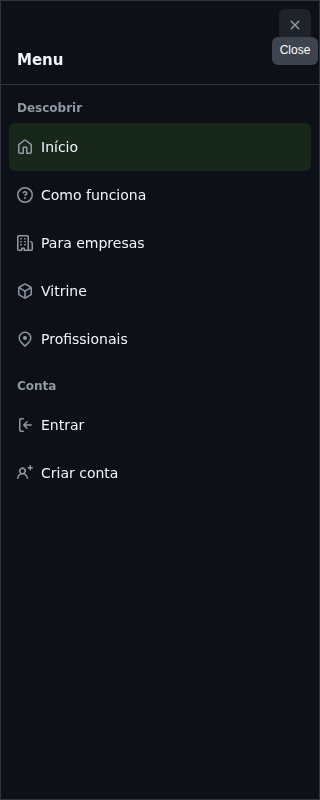 Close
Menu
Descobrir
Início
Como funciona
Para empresas
Vitrine
Profissionais
Conta
Entrar
Criar conta